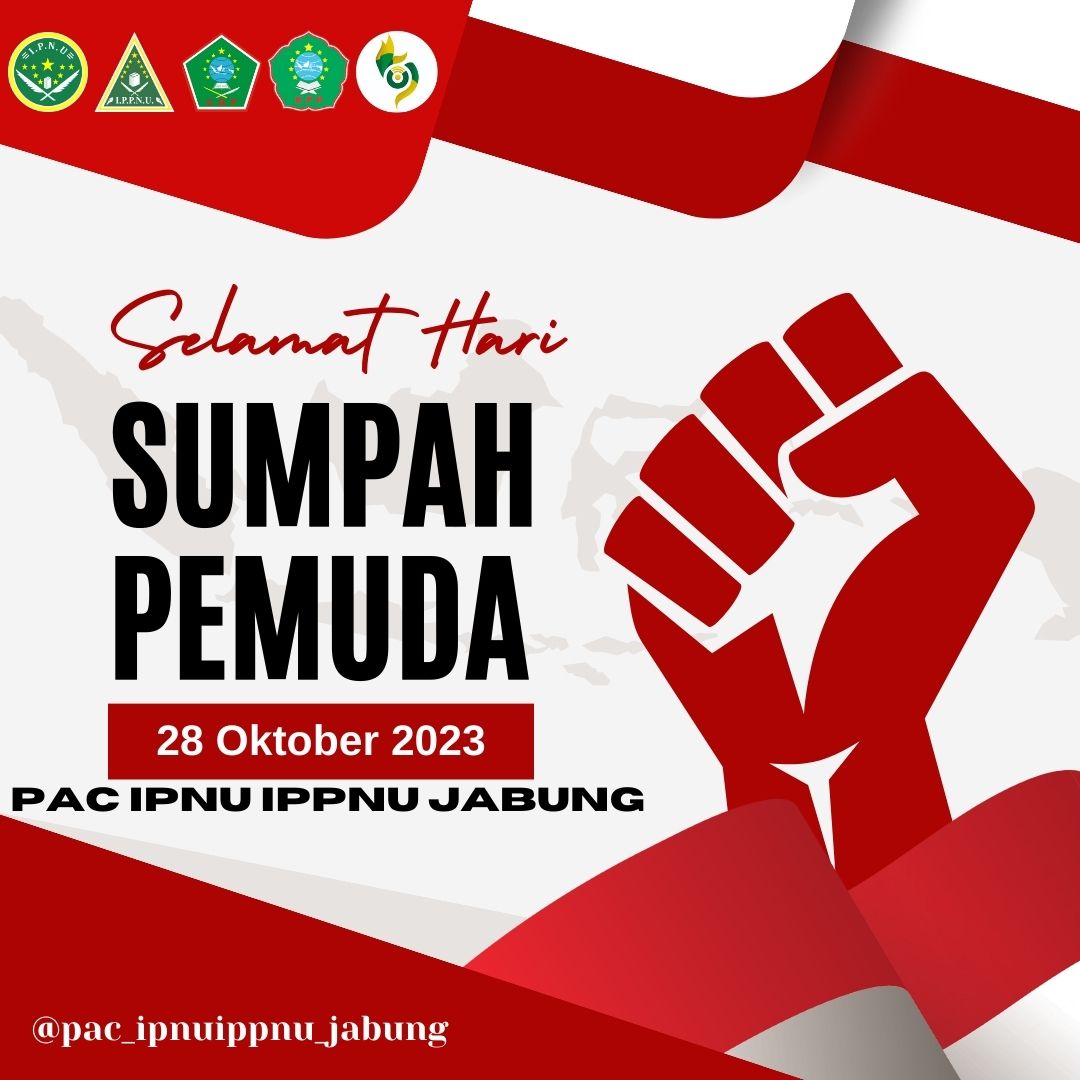 I.P.N.U
I.P.P.N.U.
Selamat Hari
SUMPAH
PEMUDA
28 Oktober 2023
PAC IPNU IPPNU JABUNG
@pac_ipnuippnu_jabung